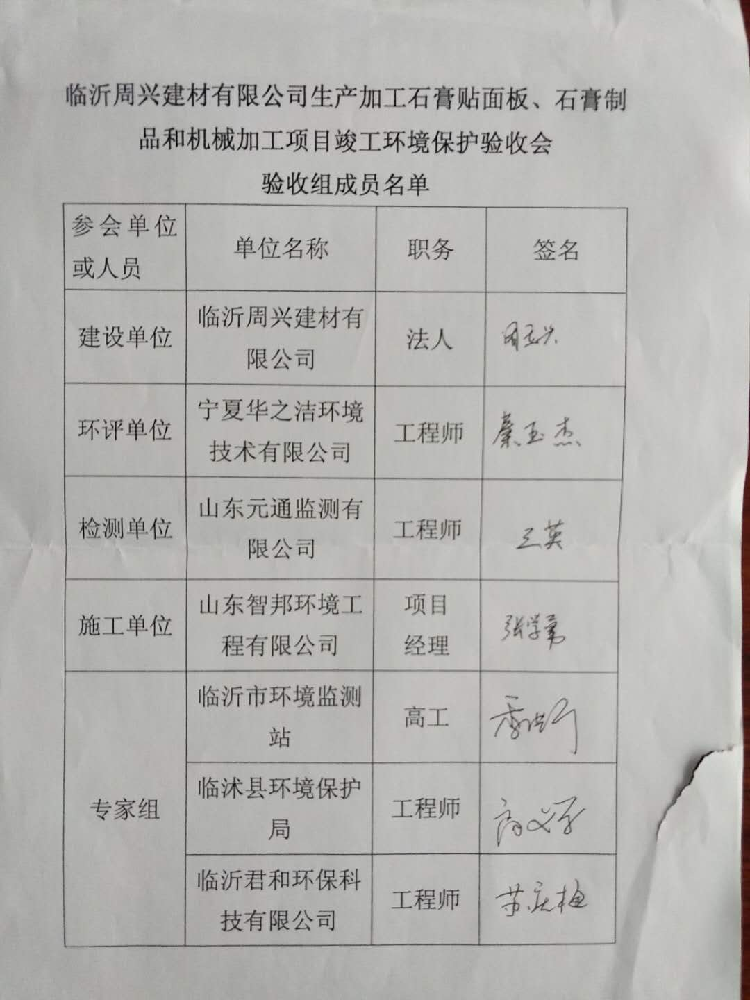 临沂周兴建材有限公司生产加工石膏贴面板、石膏制
品和机械加工项目竣工环境保护验收会
验收组成员名单
参会单位
或人员
单位名称
职务
签名
建设单位
临沂周兴建材有
限公司
法人
环评单位
宁夏华之洁环境
技术有限公司
工程师
秦玉杰
检测单位
山东元通监测有
限公司
工程师
王英
施工单位
山东智邦环境工
程有限公司
项目
经理
专家组
临沂市环境监测
站
高工
临沭县环境保护
局
工程师
临沂君和环保科
技有限公司
工程师
苏庆梅